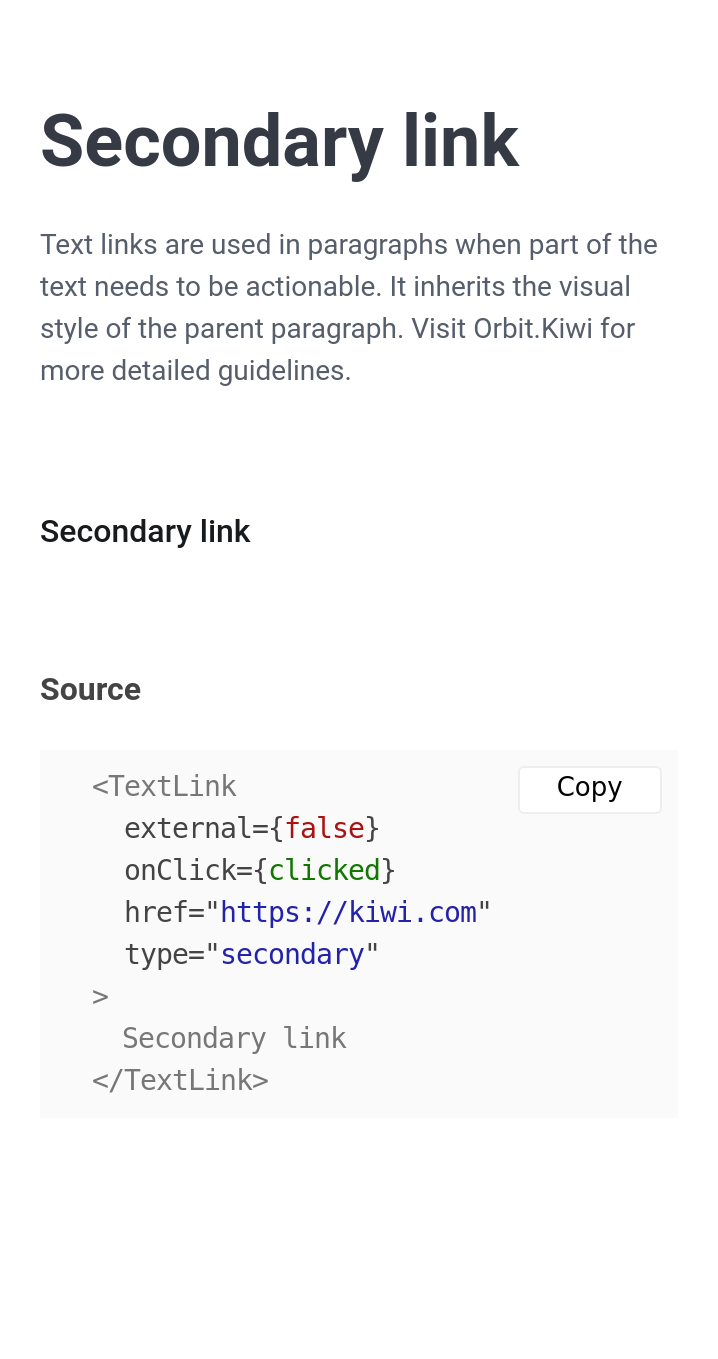 Secondary link
Text links are used in paragraphs when part of the
text needs to be actionable. It inherits the visual
style of the parent paragraph. Visit Orbit.Kiwi for
more detailed guidelines.
Secondary link
Source
<TextLink
Copy
external={false}
onClick={clicked}
href="https://kiwi.com"
type="secondary"
>
Secondary link
</TextLink>